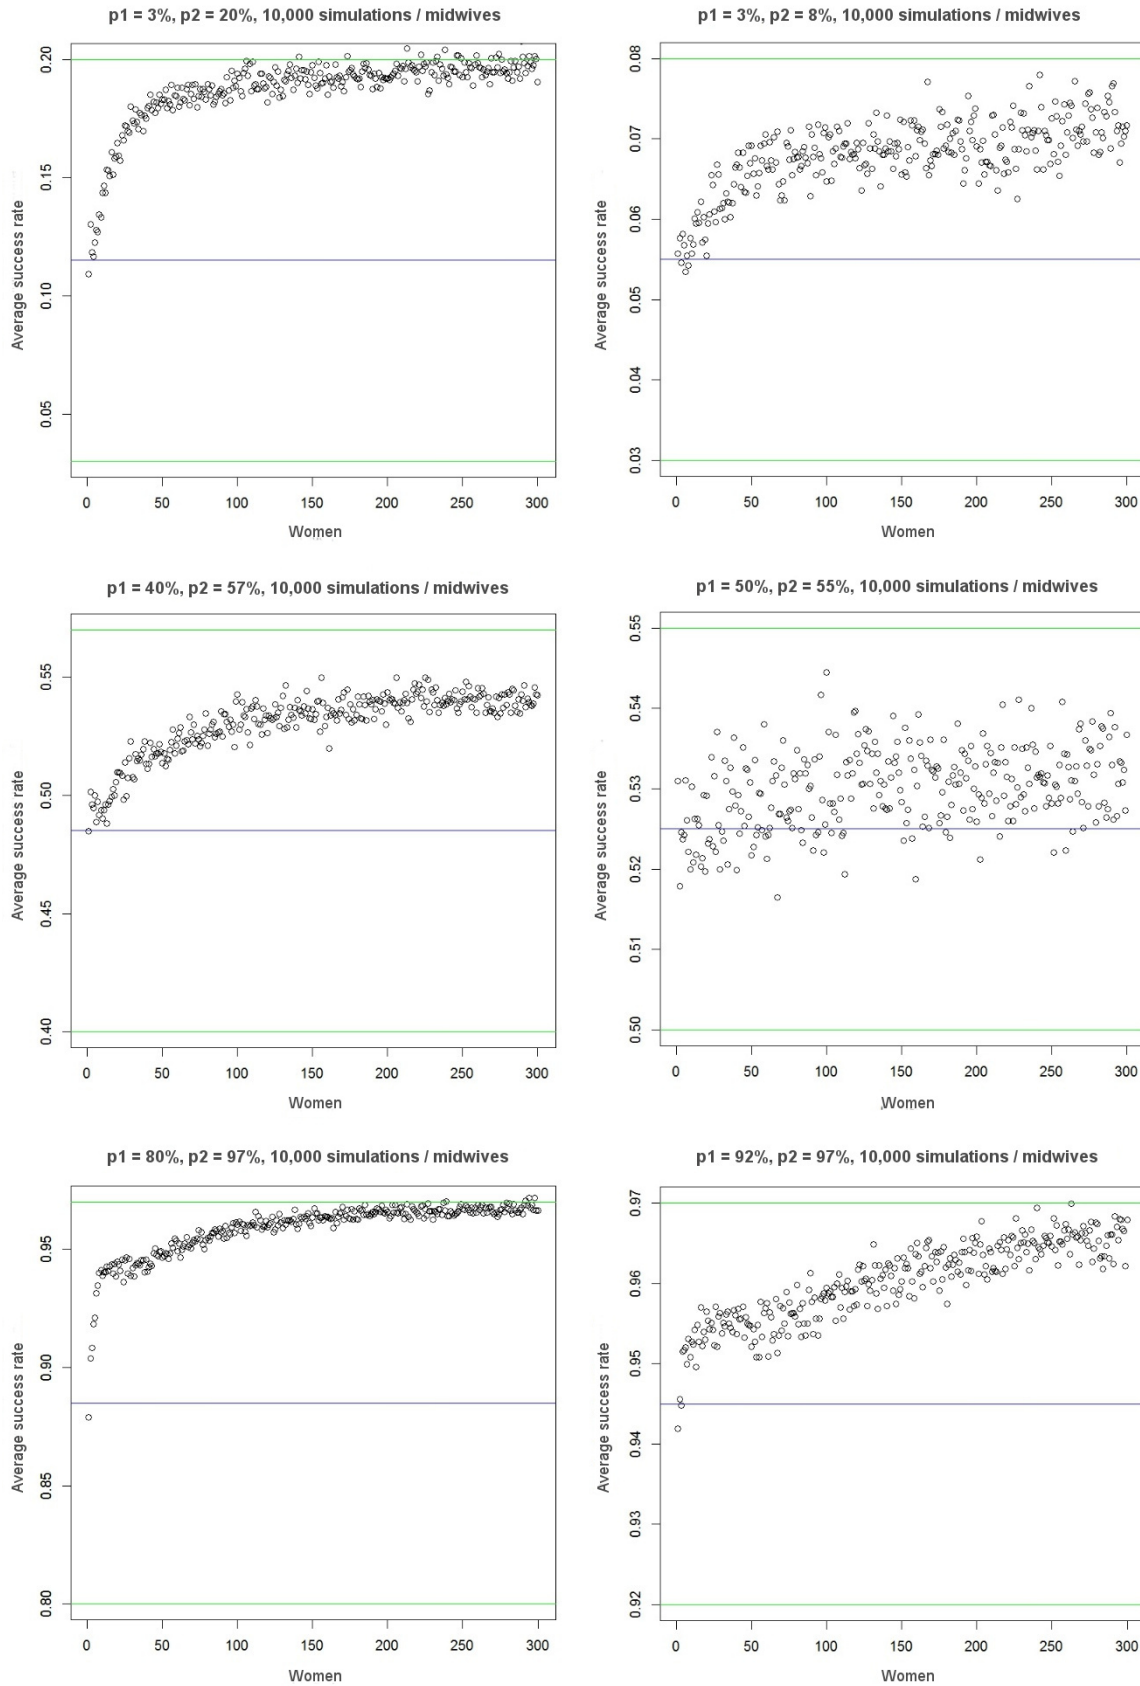 p1 = 3%, p2 = 20%, 10,000 simulations / midwives
Average success rate
0.20
0.15
0.10
0.05
0 50 100 150 200 250 300
Women
p1 = 3%, p2 = 8%, 10,000 simulations / midwives
Average success rate
0.08
0.07
0.06
0.05
0.04
0.03
0 50 100 150 200 250 300
Women
p1 = 40%, p2 = 57%, 10,000 simulations / midwives
Average success rate
0.55
0.50
0.45
0.40
0 50 100 150 200 250 300
Women
p1 = 50%, p2 = 55%, 10,000 simulations / midwives
Average success rate
0.55
0.54
0.53
0.52
0.51
0.50
0 50 100 150 200 250 300
Women
p1 = 80%, p2 = 97%, 10,000 simulations / midwives
Average success rate
0.95
0.90
0.85
0.80
0 50 100 150 200 250 300
Women
p1 = 92%, p2 = 97%, 10,000 simulations / midwives
Average success rate
0.97
0.96
0.95
0.94
0.93
0.92
0 50 100 150 200 250 300
Women